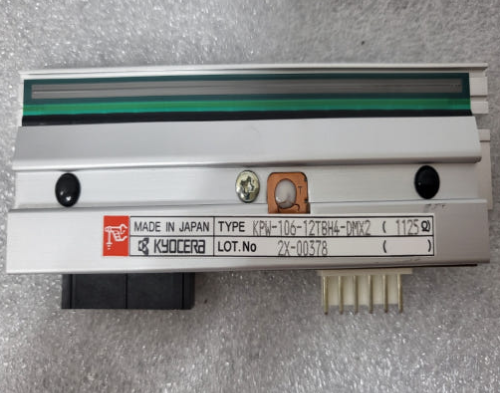 MADE IN JAPAN TYPE KPW-106-12TBH4-DMX2 ( 1125 Ω)
KYOCERA LOT.No 2X-00378 ( )